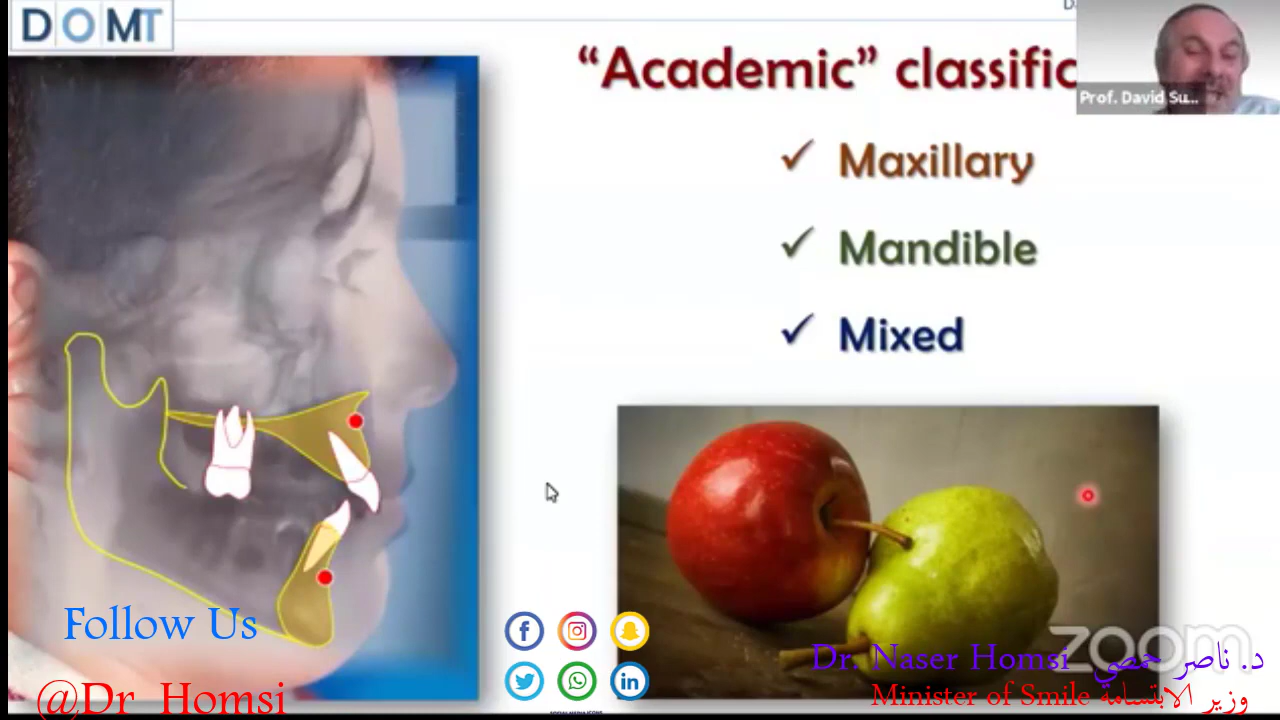 DOMT
“Academic” classific
Prof. David Su...
✓ Maxillary
✓ Mandible
✓ Mixed
Follow Us
@Dr_Homsi
zoom
Dr. Naser Homsi د. ناصر حمصي
Minister of Smile وزير الابتسامة